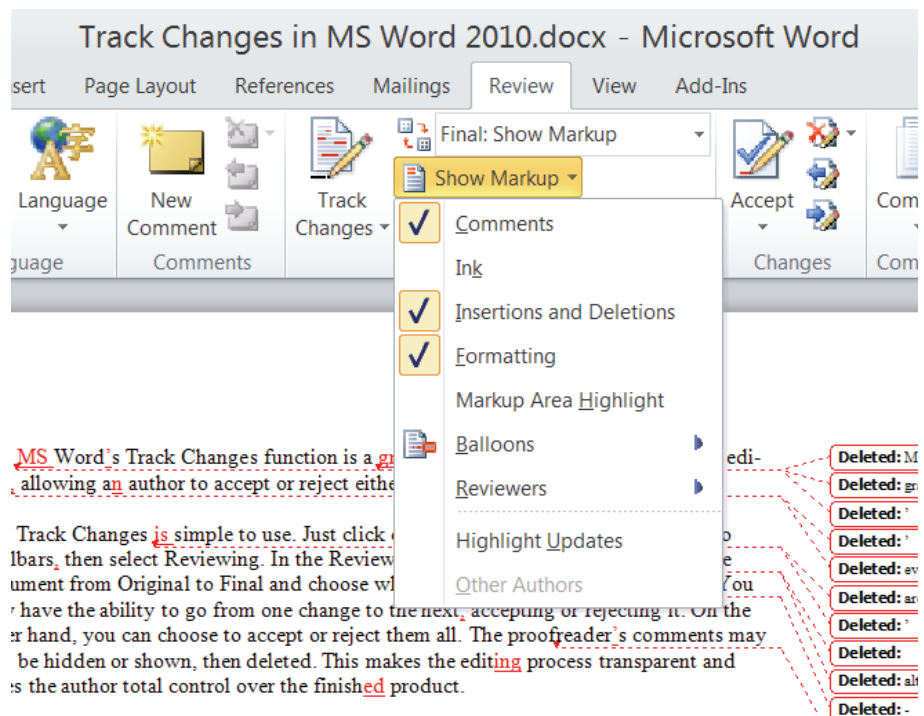 Track Changes in MS Word 2010.docx - Microsoft Word
sert Page Layout References Mailings Review View Add-Ins
Final: Show Markup
Show Markup
Language
New
Comment
Track
Changes
Accept
Com
guage Comments Changes Com
Comments
Ink
Insertions and Deletions
Formatting
Markup Area Highlight
Balloons
Reviewers
Highlight Updates
Other Authors
MS Word's Track Changes function is a gr edi-
, allowing an author to accept or reject eithe
Track Changes is simple to use. Just click o
lbars, then select Reviewing. In the Review e
ument from Original to Final and choose wh You
have the ability to go from one change to the next, accepting or rejecting it. On the
er hand, you can choose to accept or reject them all. The proofreader's comments may
be hidden or shown, then deleted. This makes the editing process transparent and
es the author total control over the finished product.
Deleted: M
Deleted: gra
Deleted: '
Deleted: '
Deleted: ev
Deleted: are
Deleted: '
Deleted:
Deleted: alt
Deleted: -